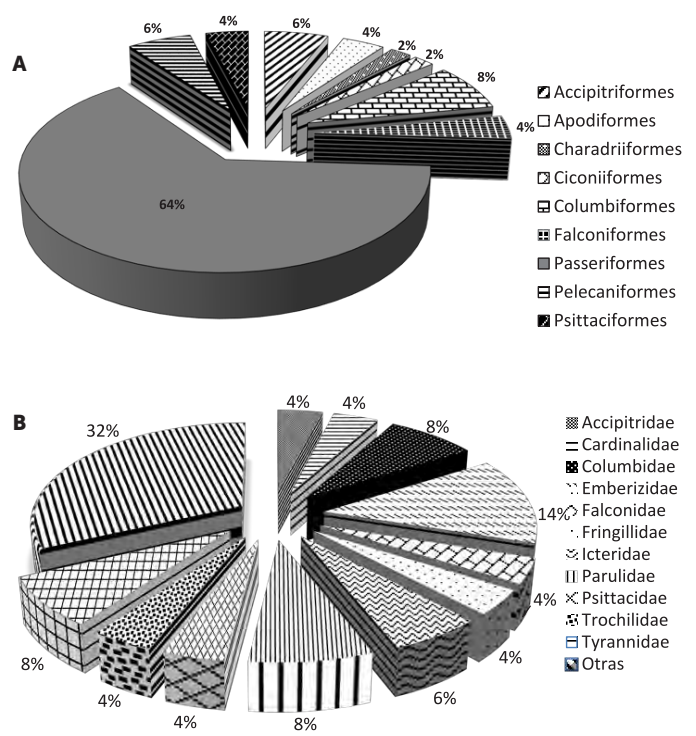 A
6%
4%
6%
4%
2%
2%
8%
4%
64%
Accipitriformes
Apodiformes
Charadriiformes
Ciconiiformes
Columbiformes
Falconiformes
Passeriformes
Pelecaniformes
Psittaciformes
B
32%
4%
4%
8%
14%
4%
4%
6%
8%
4%
4%
8%
Accipitridae
Cardinalidae
Columbidae
Emberizidae
Falconidae
Fringillidae
Icteridae
Parulidae
Psittacidae
Trochilidae
Tyrannidae
Otras